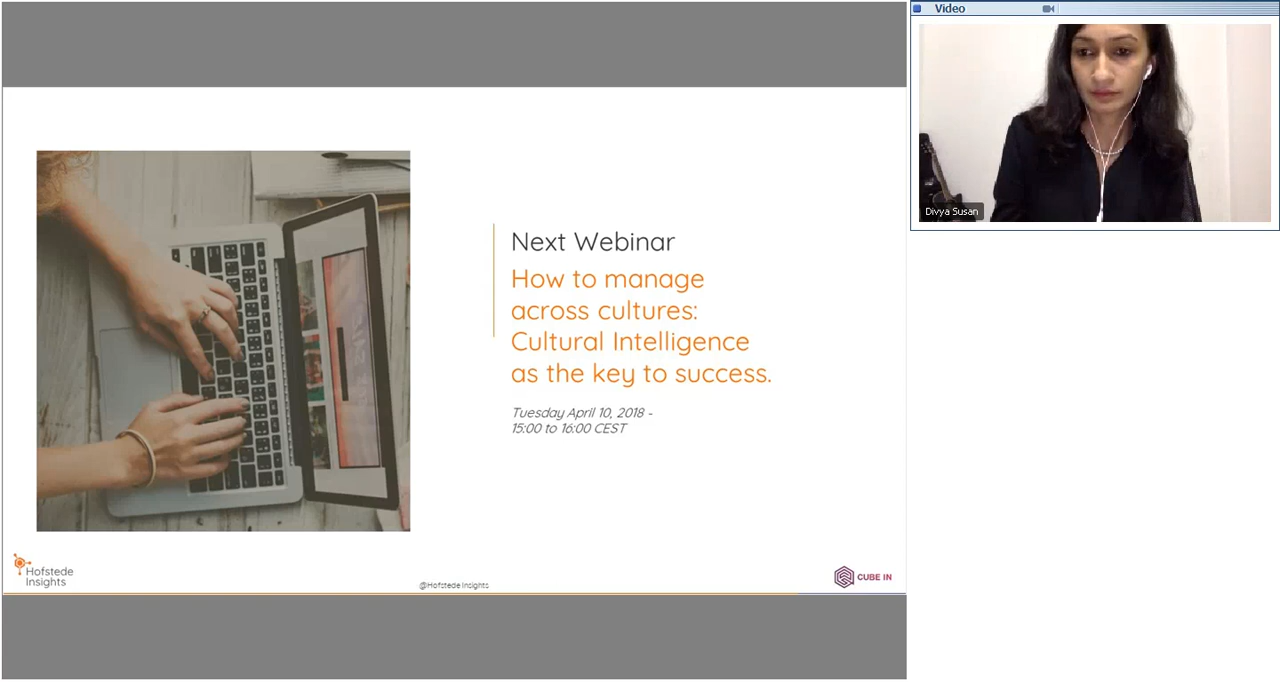 Video
Divya Susan
Next Webinar
How to manage
across cultures:
Cultural Intelligence
as the key to success.
Tuesday April 10, 2018 -
15:00 to 16:00 CEST
Hofstede
Insights
@Hofstede Insights
CUBE IN